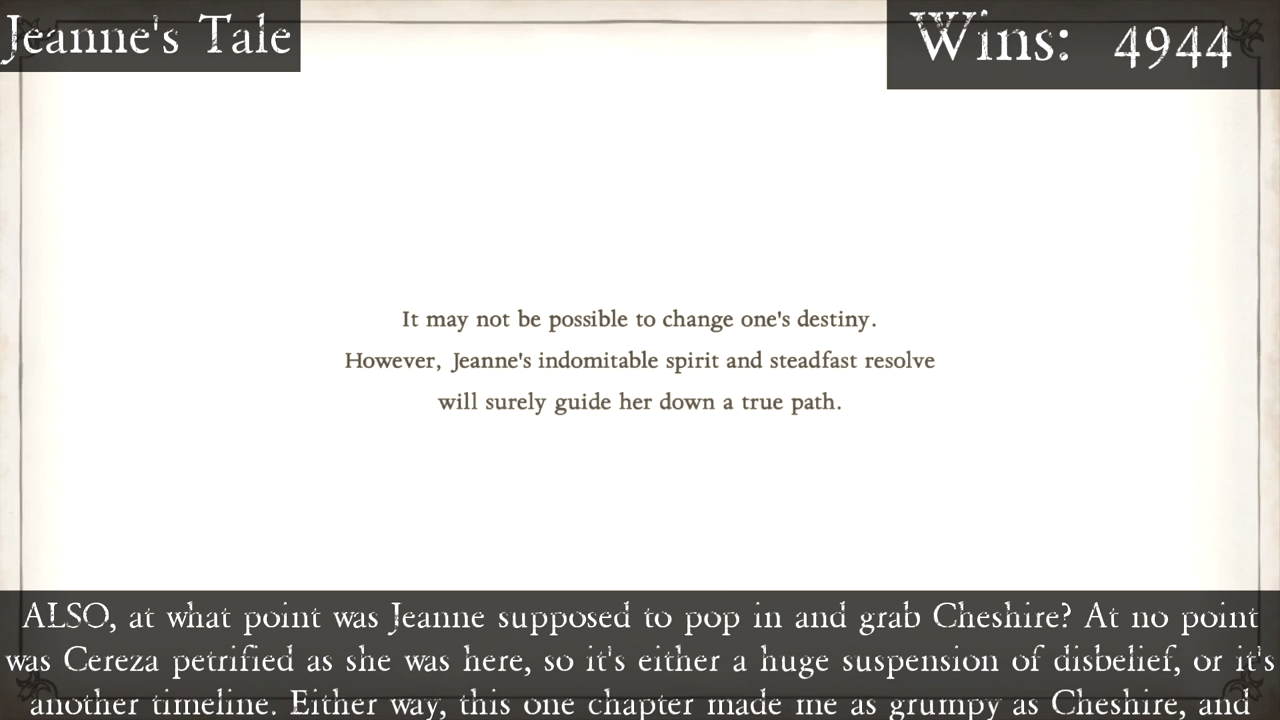 Jeanne's Tale
Wins: 4944
It may not be possible to change one's destiny.
However, Jeanne's indomitable spirit and steadfast resolve
will surely guide her down a true path.
ALSO, at what point was Jeanne supposed to pop in and grab Cheshire? At no point
was Cereza petrified as she was here, so it's either a huge suspension of disbelief, or it's
another timeline. Either way, this one chapter made me as grumpy as Cheshire, and